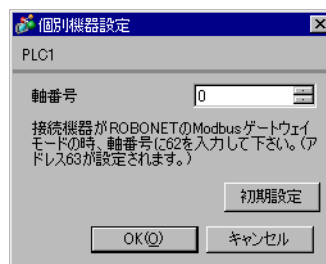 個別機器設定
PLC1
軸番号
0
接続機器がROBONETのModbusゲートウェイ
モードの時、軸番号に62を入力して下さい。(ア
ドレス63が設定されます。)
初期設定
OK(O)
キャンセル